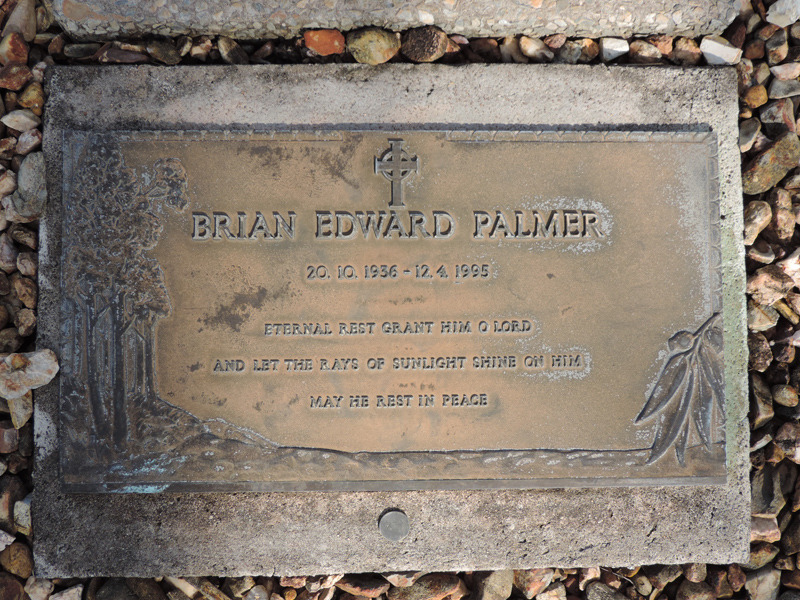 BRIAN EDWARD PALMER
20. 10. 1936 - 12. 4. 1995
ETERNAL REST GRANT HIM O LORD
AND LET THE RAYS OF SUNLIGHT SHINE ON HIM
MAY HE REST IN PEACE